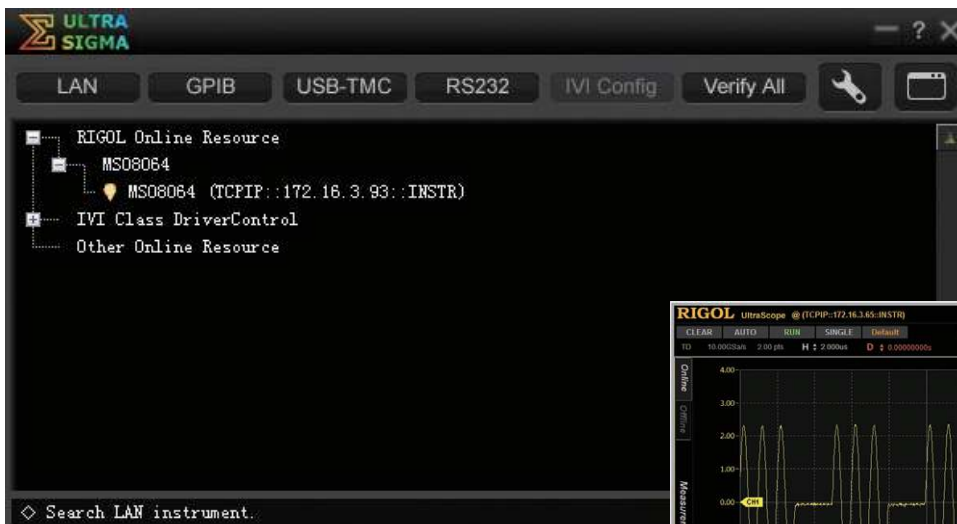 ULTRA
SIGMA
?
LAN GPIB USB-TMC RS232 IVI Config Verify All
RIGOL Online Resource
MSO8064
MSO8064 (TCPIP::172.16.3.93::INSTR)
IVI Class DriverControl
Other Online Resource
Search LAN instrument.
RIGOL UltraScope @ (TCPIP::172.16.3.65::INSTR)
CLEAR AUTO RUN SINGLE Default
TD 10.00GSa/s 2.00 pts H 2.000us D 0.00000000s
Online
Offline
4.00
3.00
2.00
1.00
0.00 CH1